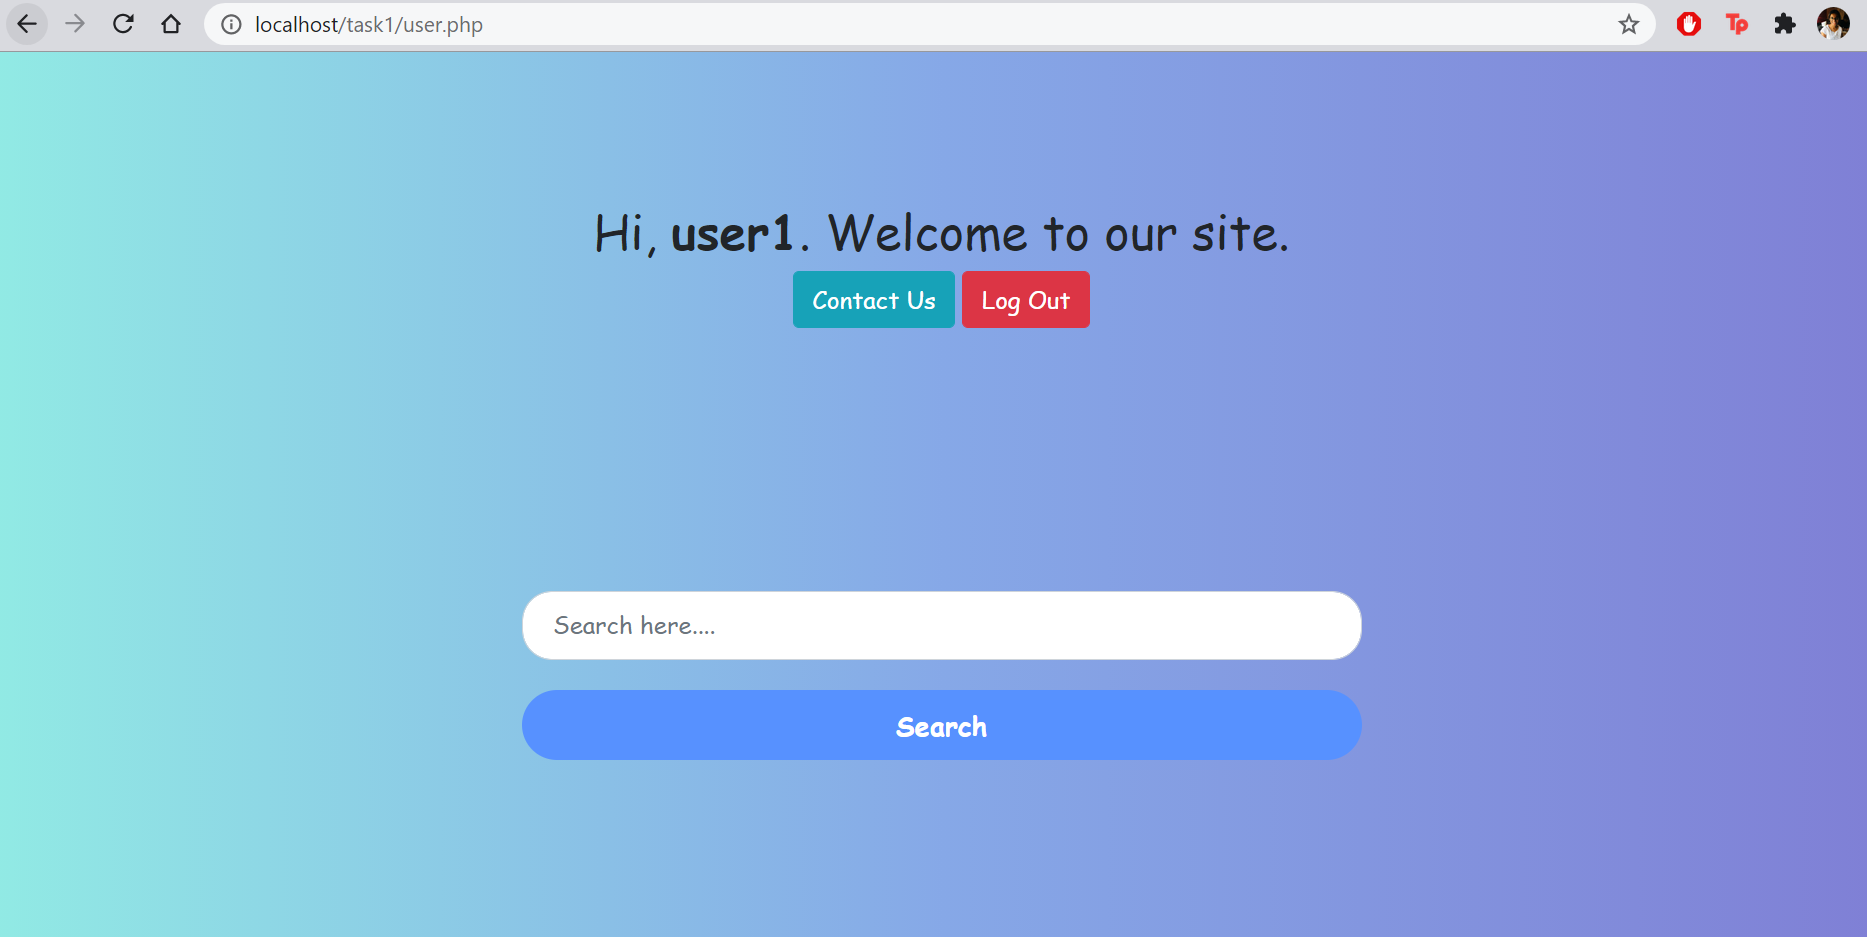 localhost/task1/user.php
Tp
Hi, user1. Welcome to our site.
Contact Us Log Out
Search here....
Search